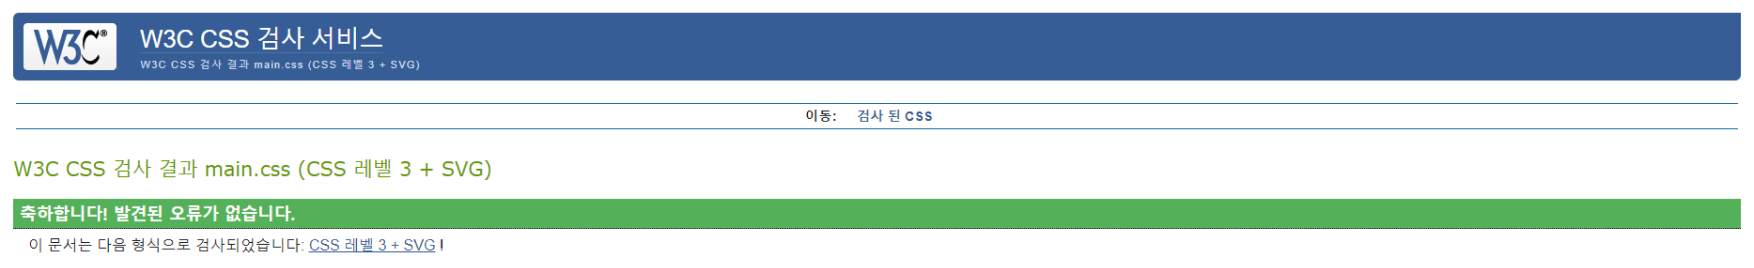 W3C® W3C CSS 검사 서비스
W3C CSS 검사 결과 main.css (CSS 레벨 3 + SVG)
이동: 검사 된 CSS
W3C CSS 검사 결과 main.css (CSS 레벨 3 + SVG)
축하합니다! 발견된 오류가 없습니다.
이 문서는 다음 형식으로 검사되었습니다: CSS 레벨 3 + SVG !